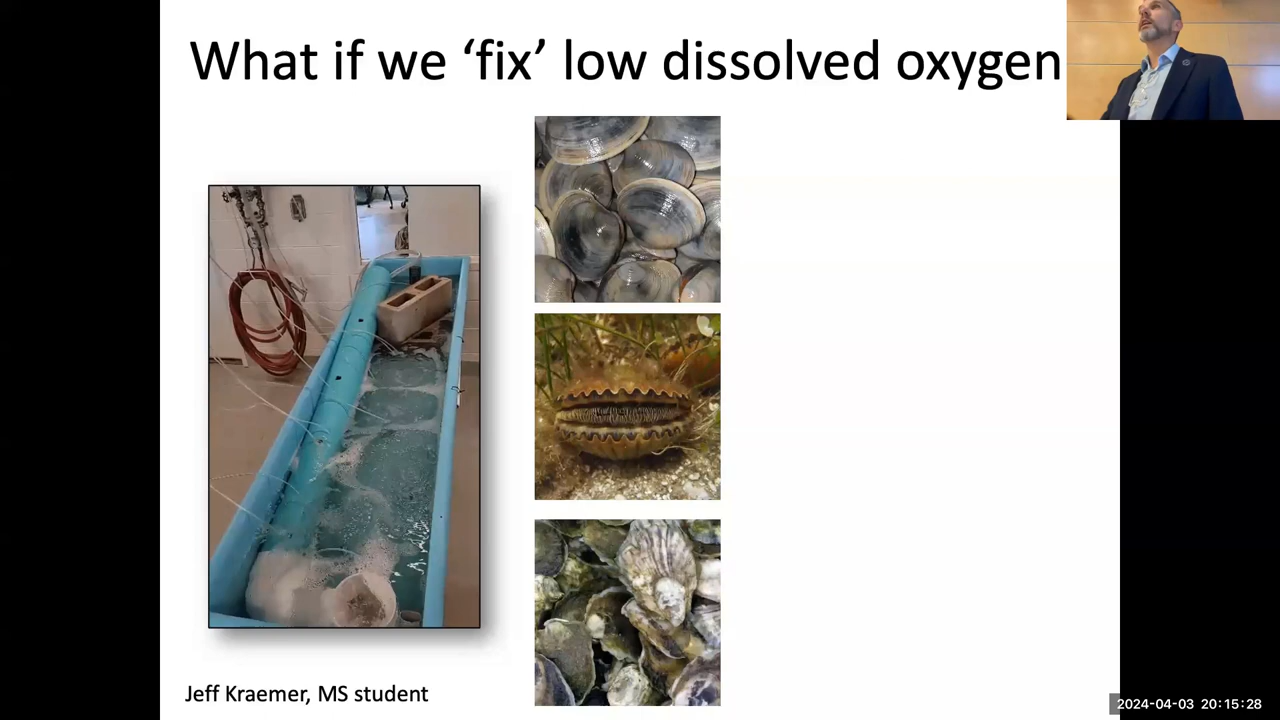 What if we ‘fix’ low dissolved oxygen
Jeff Kraemer, MS student
2024-04-03 20:15:28